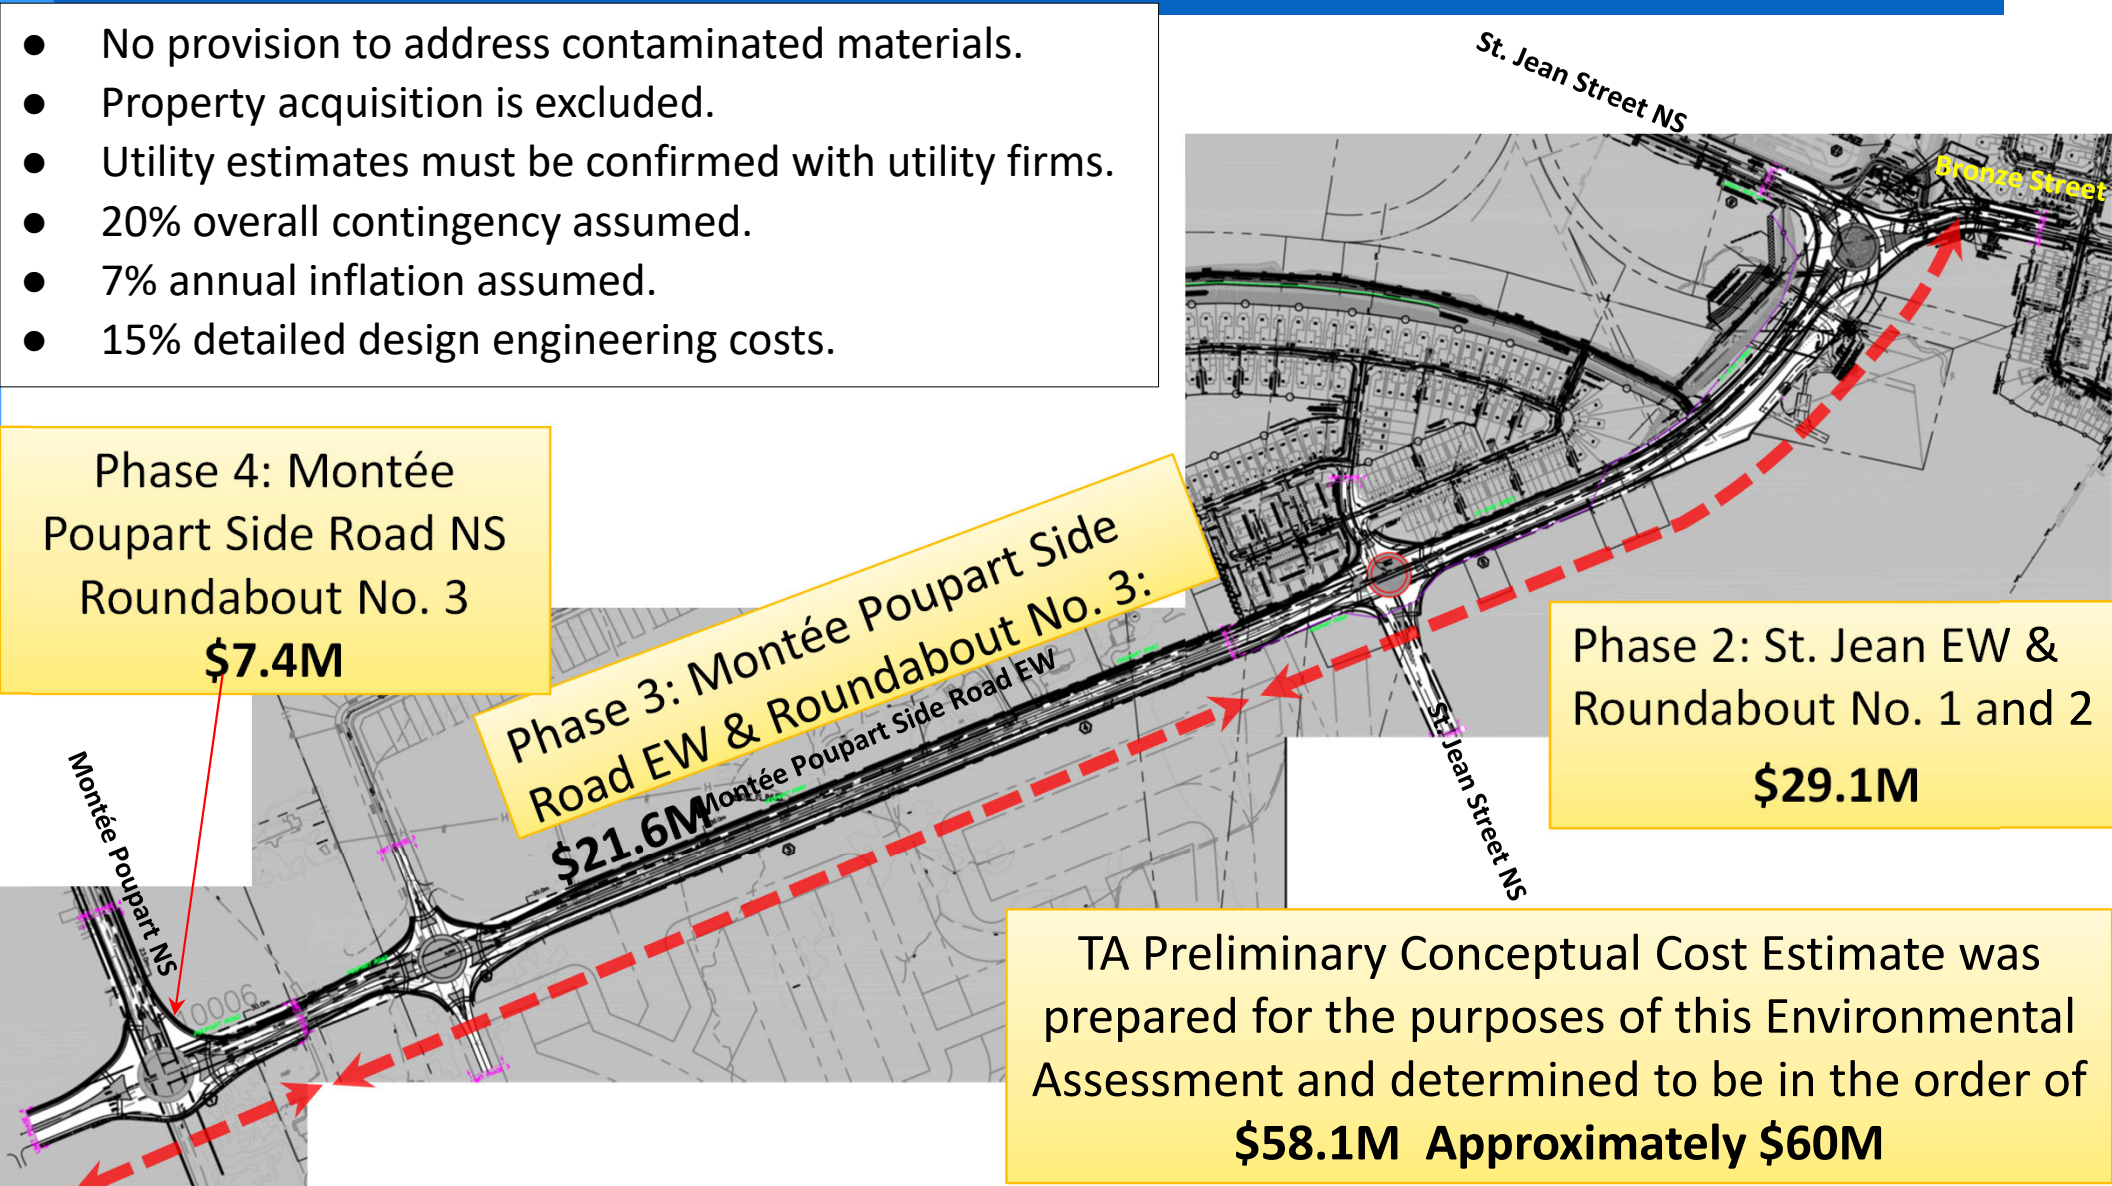 ● No provision to address contaminated materials.
● Property acquisition is excluded.
● Utility estimates must be confirmed with utility firms.
● 20% overall contingency assumed.
● 7% annual inflation assumed.
● 15% detailed design engineering costs.
St. Jean Street NS
Bronze Street
Phase 4: Montée
Poupart Side Road NS
Roundabout No. 3
$7.4M
Phase 3: Montée Poupart Side
Road EW & Roundabout No. 3:
$21.6M
Montée Poupart Side Road EW
Phase 2: St. Jean EW &
Roundabout No. 1 and 2
$29.1M
St. Jean Street NS
Montée Poupart NS
10006
TA Preliminary Conceptual Cost Estimate was
prepared for the purposes of this Environmental
Assessment and determined to be in the order of
$58.1M Approximately $60M